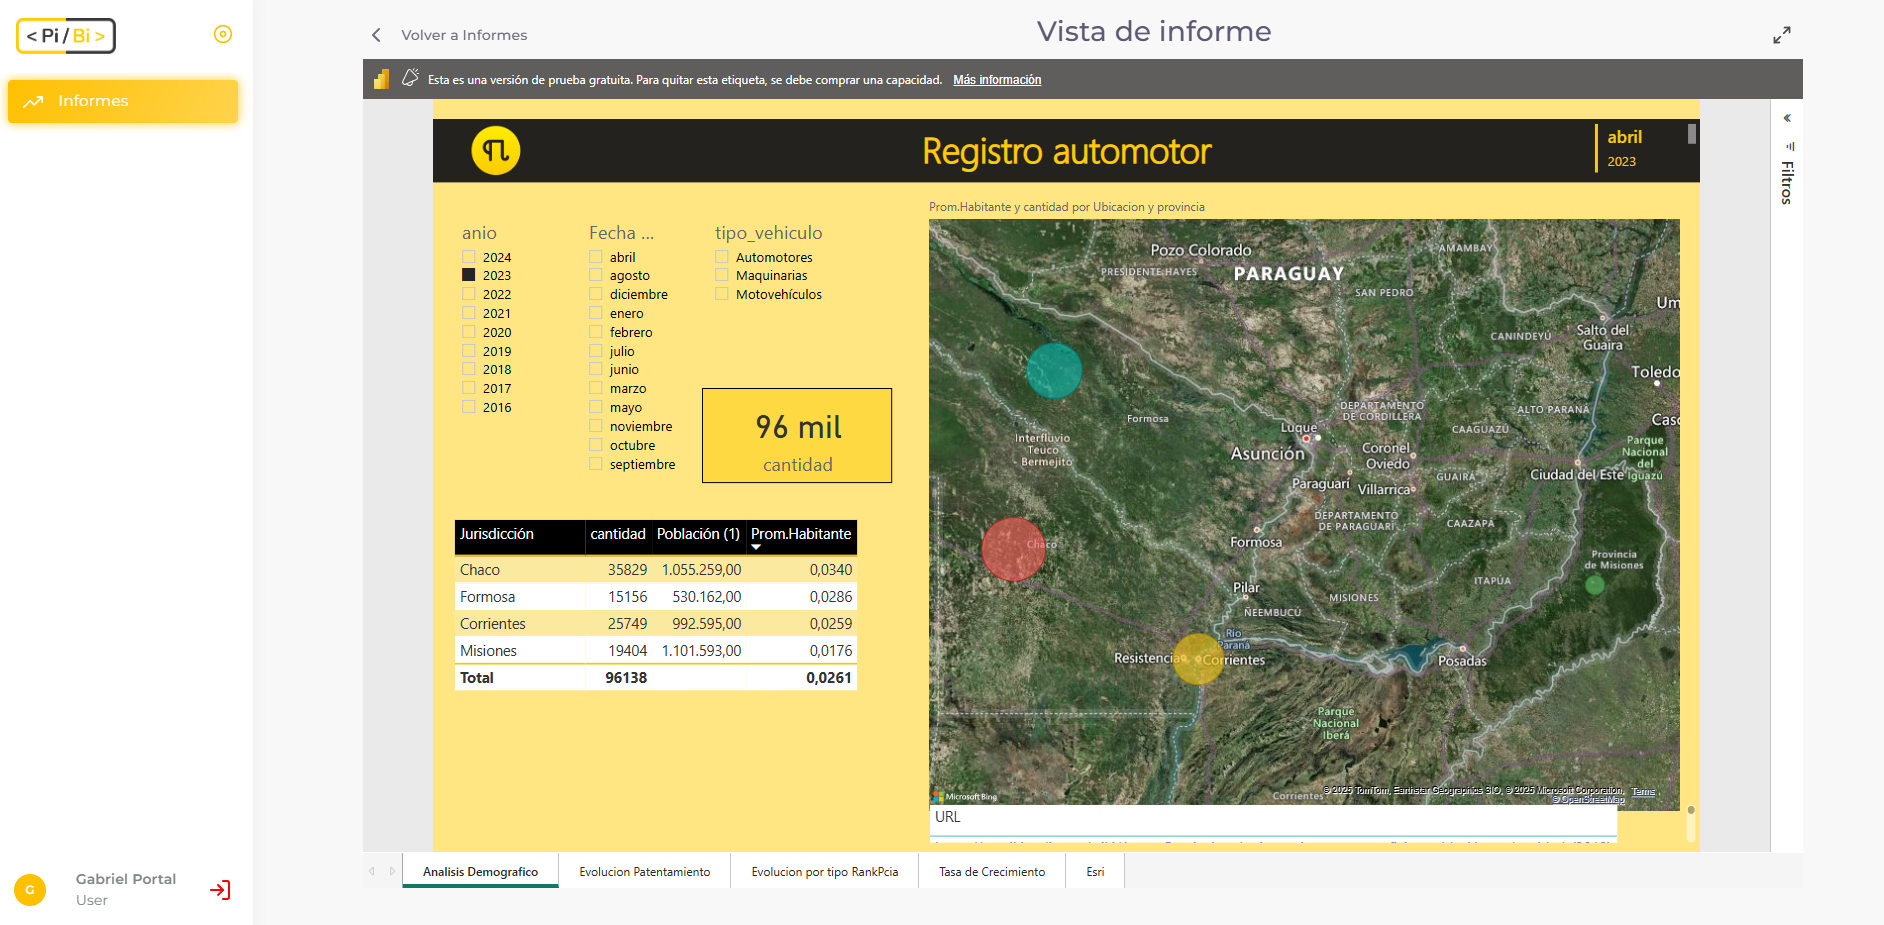 < Pi / Bi >
Informes
Volver a Informes
Vista de informe
Esta es una versión de prueba gratuita. Para quitar esta etiqueta, se debe comprar una capacidad. Más información
Registro automotor
abril
2023
Filtros
anio
2024
2023
2022
2021
2020
2019
2018
2017
2016
Fecha ...
abril
agosto
diciembre
enero
febrero
julio
junio
marzo
mayo
noviembre
octubre
septiembre
tipo_vehiculo
Automotores
Maquinarias
Motovehículos
96 mil
cantidad
Jurisdicción cantidad Población (1) Prom.Habitante
Chaco 35829 1.055.259,00 0,0340
Formosa 15156 530.162,00 0,0286
Corrientes 25749 992.595,00 0,0259
Misiones 19404 1.101.593,00 0,0176
Total 96138 0,0261
Prom.Habitante y cantidad por Ubicacion y provincia
Pozo Colorado
AMAMBAY
PRESIDENTE HAYES
PARAGUAY
SAN PEDRO
Um
CANINDEYÚ
Salto del
Guaira
Toledo
Formosa
DEPARTAMENTO
DE CORDILLERA
ALTO PARANÁ
Casc
Luque
CAAGUAZÚ
Interfluvio
Teuco
- Bermejito
Asunción
Coronel
Oviedo
Parque
Nacional
del
Iguazú
Ciudad del Este
Paraguarí
Villarrica
GUAIRÁ
DEPARTAMENTO
DE PARAGUARÍ
CAAZAPÁ
Chaco
Formosa
Provincia
de Misiones
Pilar
ITAPÚA
MISIONES
ÑEEMBUCÚ
Río
Paraná
Resistencia
Corrientes
Posadas
Parque
Nacional
Iberá
Microsoft Bing
Corrientes
© 2025 TomTom, Earthstar Geographics SIO, © 2025 Microsoft Corporation, Terms
© OpenStreetMap
URL
Analisis Demografico
Evolucion Patentamiento
Evolucion por tipo RankPcia
Tasa de Crecimiento
Esri
G
Gabriel Portal
User